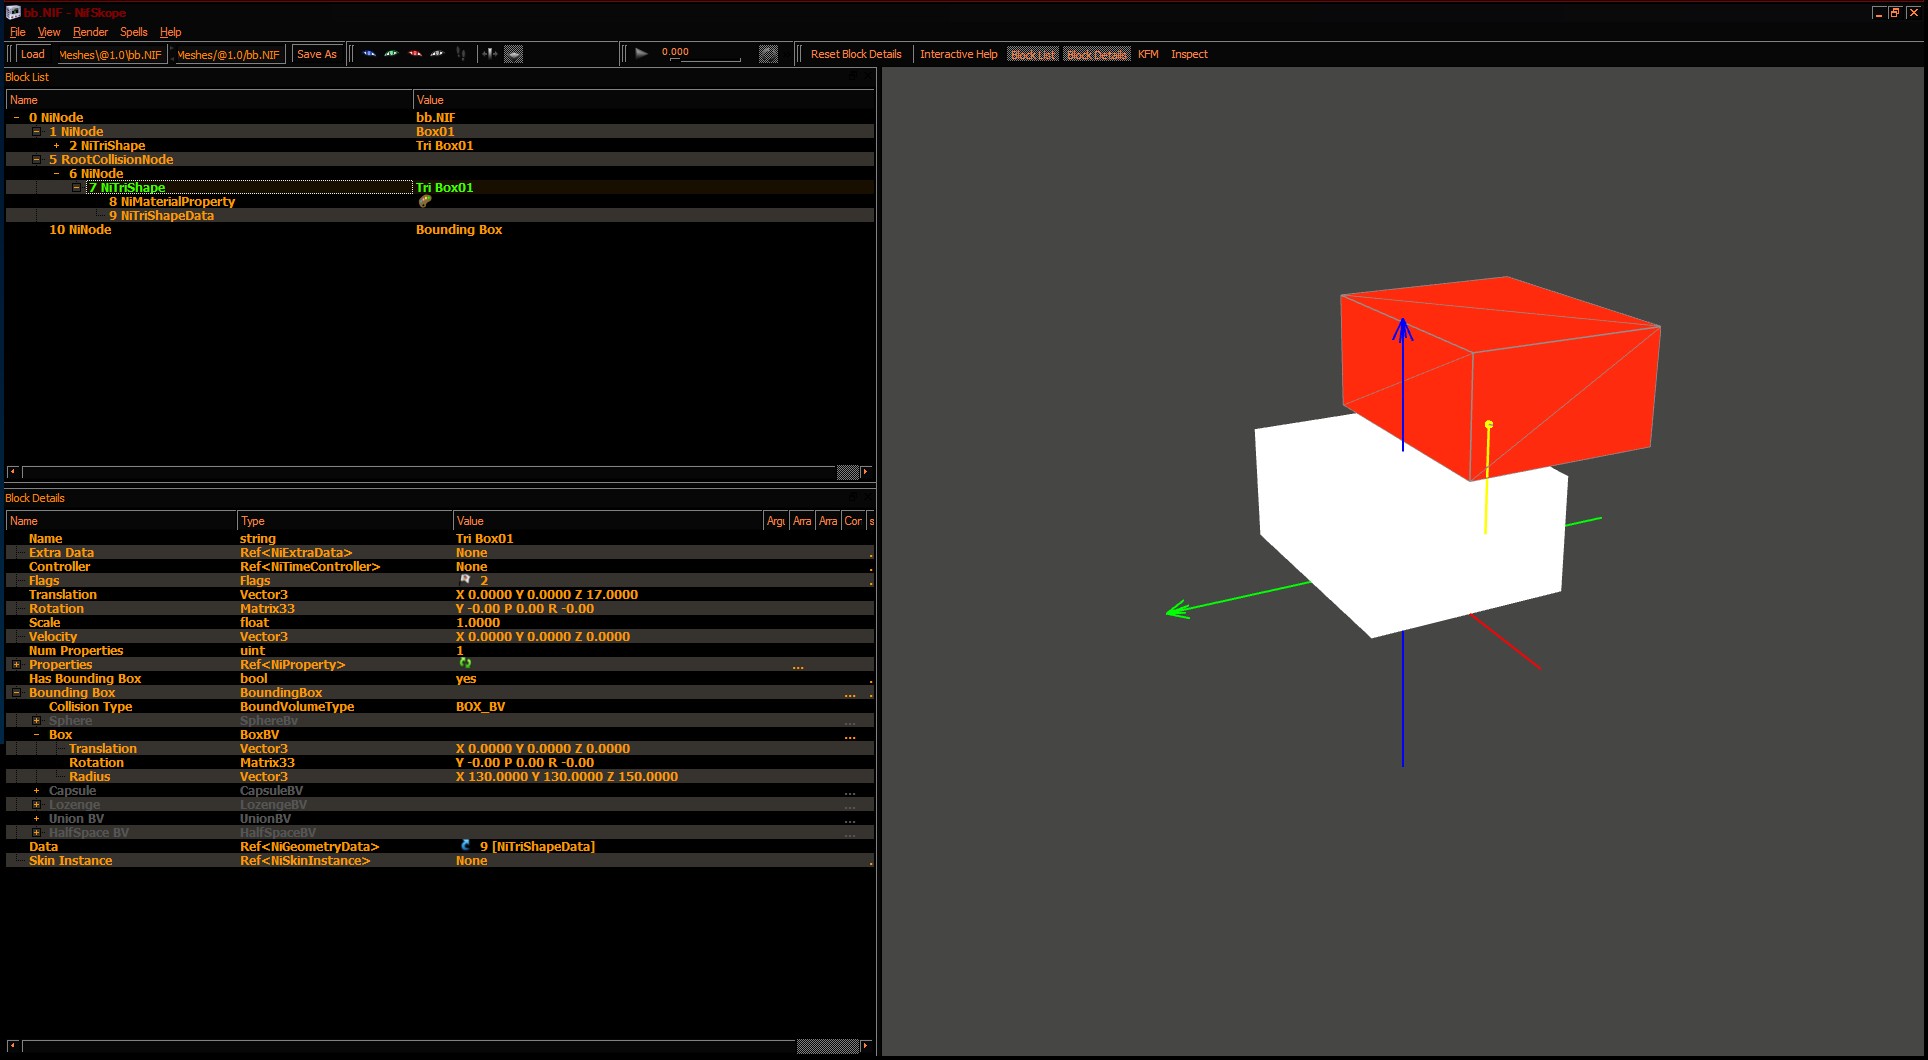 bb.NIF - NifSkope
File View Render Spells Help
Load Meshes\@1.0\bb.NIF Meshes/@1.0/bb.NIF Save As 0.000 Reset Block Details Interactive Help Block List Block Details KFM Inspect
Block List
Name Value
0 NiNode bb.NIF
1 NiNode Box01
2 NiTriShape Tri Box01
5 RootCollisionNode
6 NiNode
7 NiTriShape Tri Box01
8 NiMaterialProperty
9 NiTriShapeData
10 NiNode Bounding Box
Block Details
Name Type Value Argu Arra Arra Cor s
Name string Tri Box01
Extra Data Ref<NiExtraData> None
Controller Ref<NiTimeController> None
Flags Flags 2
Translation Vector3 X 0.0000 Y 0.0000 Z 17.0000
Rotation Matrix33 Y -0.00 P 0.00 R -0.00
Scale float 1.0000
Velocity Vector3 X 0.0000 Y 0.0000 Z 0.0000
Num Properties uint 1
Properties Ref<NiProperty> ...
Has Bounding Box bool yes
Bounding Box BoundingBox ...
Collision Type BoundVolumeType BOX_BV
Sphere SphereBv ...
Box BoxBV ...
Translation Vector3 X 0.0000 Y 0.0000 Z 0.0000
Rotation Matrix33 Y -0.00 P 0.00 R -0.00
Radius Vector3 X 130.0000 Y 130.0000 Z 150.0000
Capsule CapsuleBV ...
Lozenge LozengeBV ...
Union BV UnionBV ...
HalfSpace BV HalfSpaceBV ...
Data Ref<NiGeometryData> 9 [NiTriShapeData]
Skin Instance Ref<NiSkinInstance> None